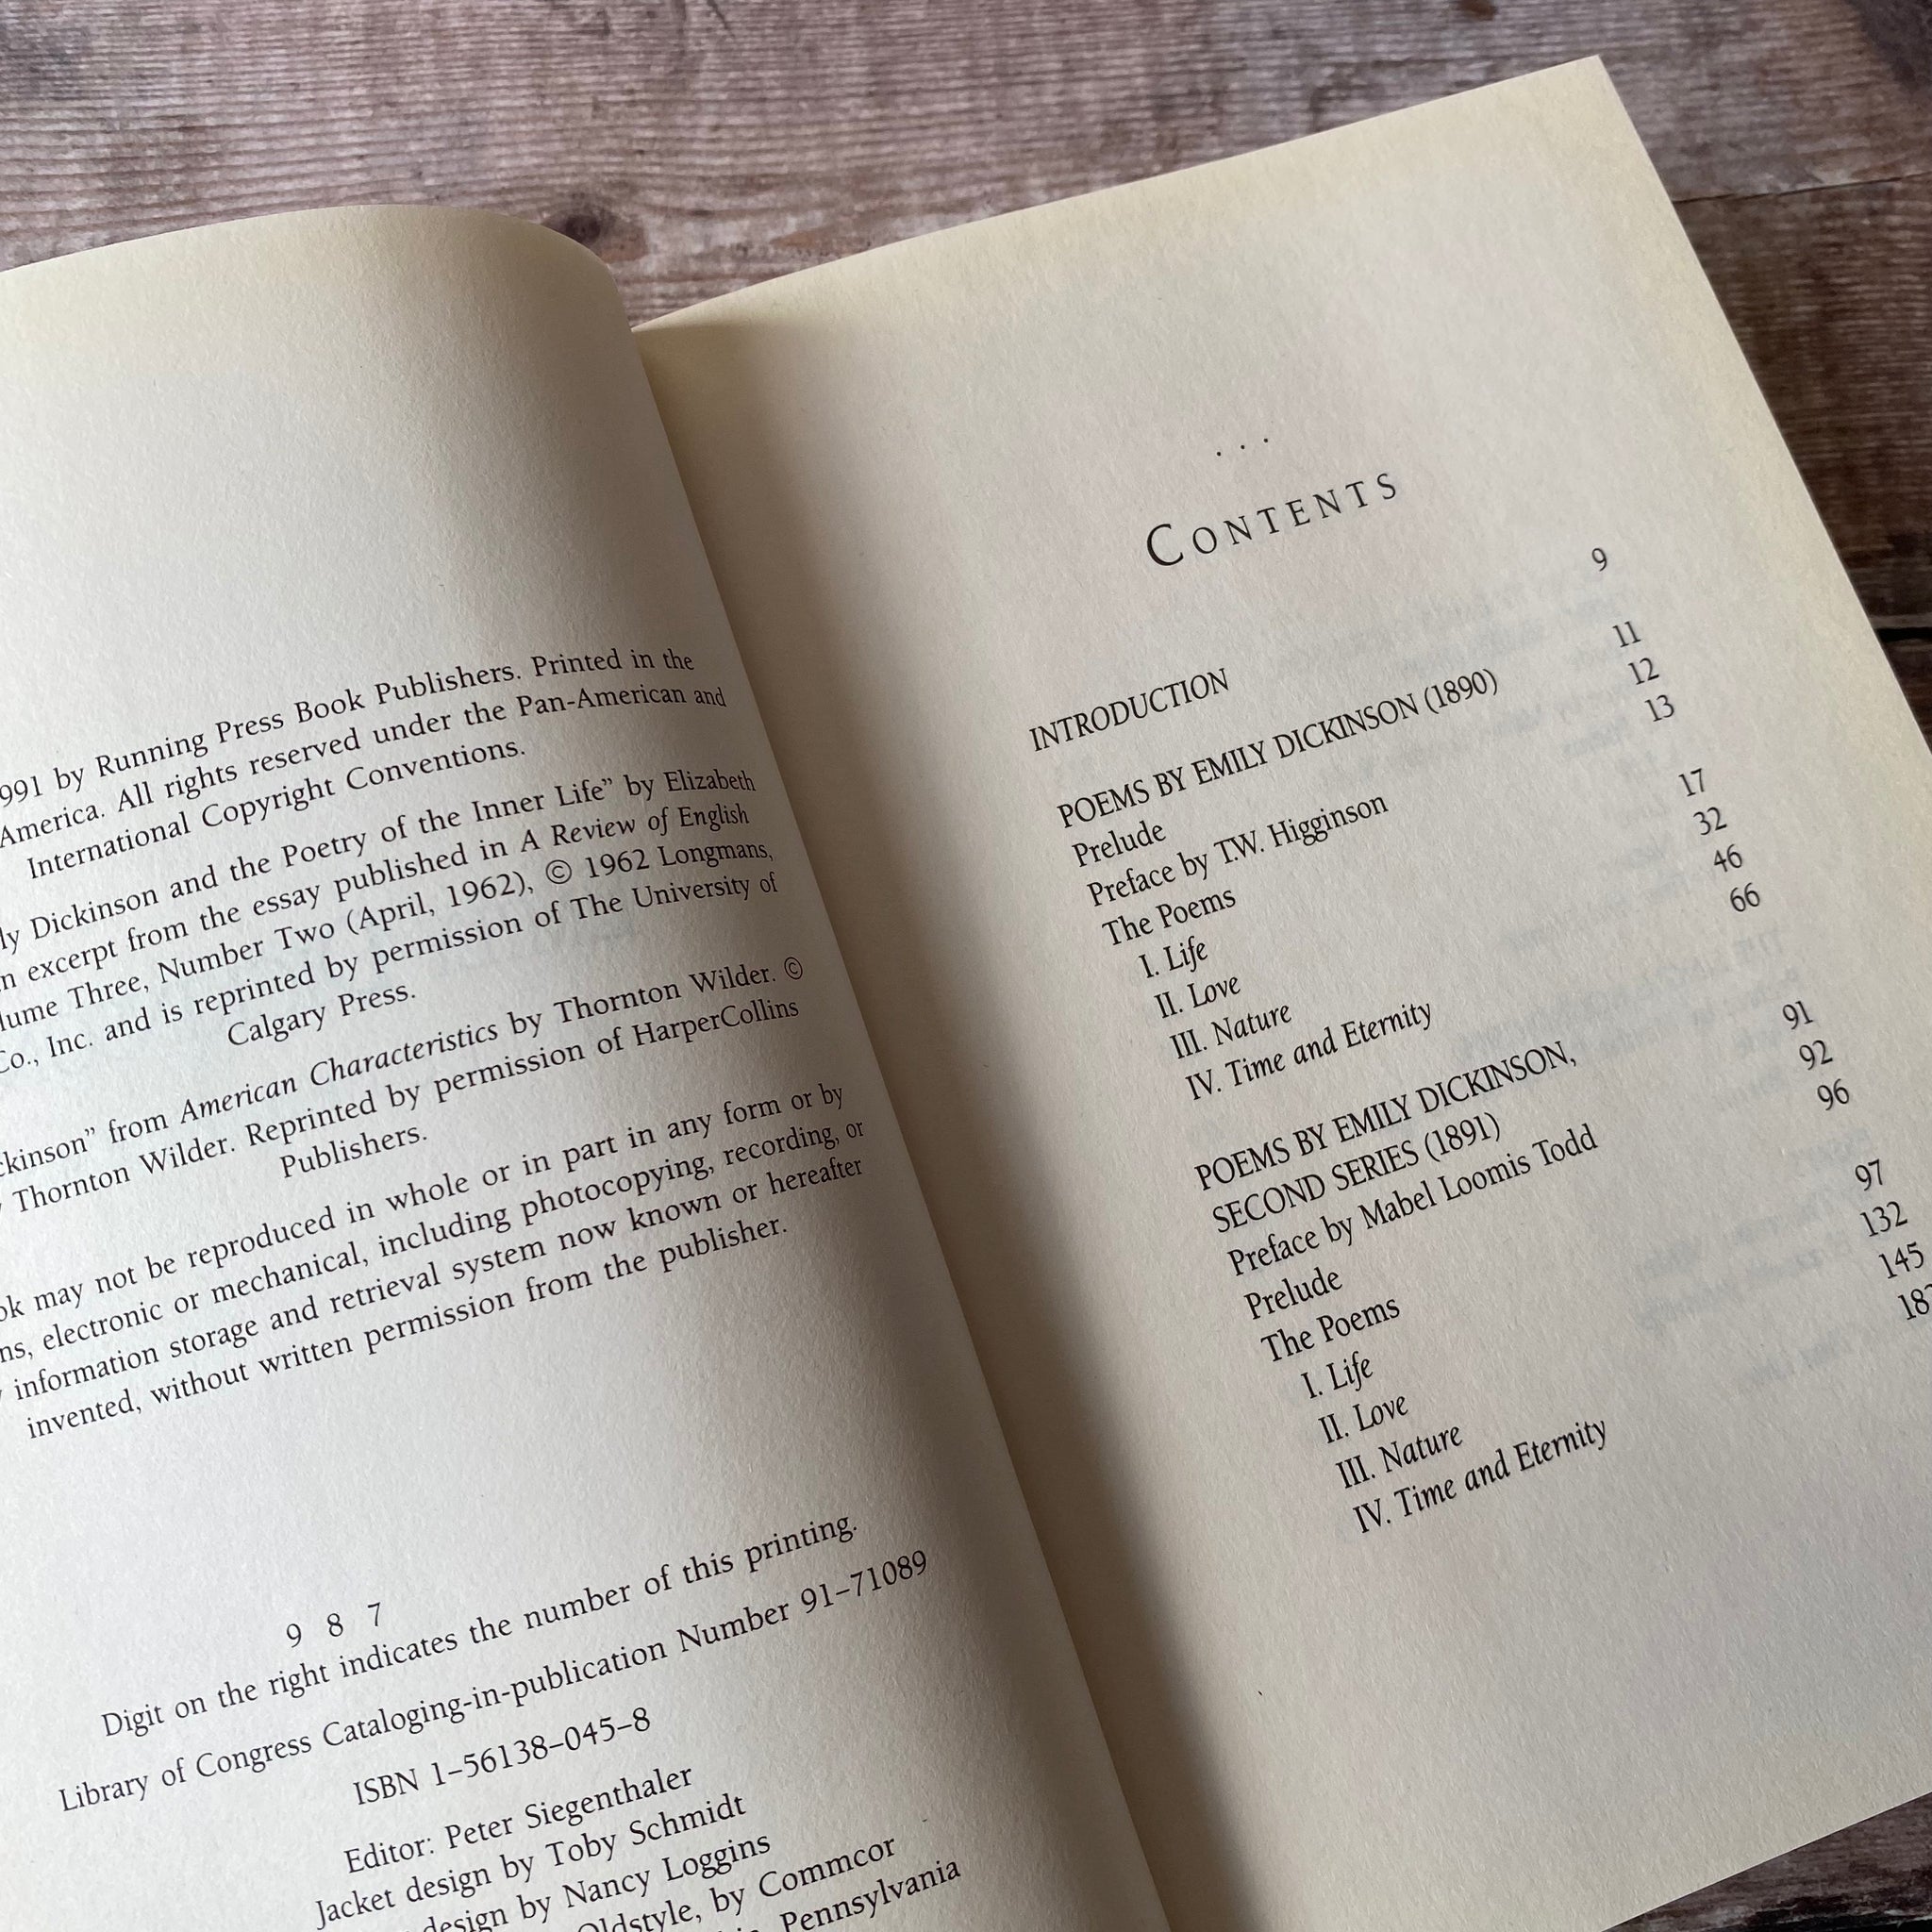 991 by Running Press Book Publishers. Printed in the
America. All rights reserved under the Pan-American and
International Copyright Conventions.
Dickinson and the Poetry of the Inner Life” by Elizabeth
excerpt from the essay published in A Review of English
Three, Number Two (April, 1962), © 1962 Longmans,
Co., Inc. and is reprinted by permission of The University of
Calgary Press.
from American Characteristics by Thornton Wilder. ©
Thornton Wilder. Reprinted by permission of HarperCollins
Publishers.
may not be reproduced in whole or in part in any form or by
electronic or mechanical, including photocopying, recording, or
information storage and retrieval system now known or hereafter
invented, without written permission from the publisher.
9 8 7
Digit on the right indicates the number of this printing.
Library of Congress Cataloging-in-publication Number 91–71089
ISBN 1–56138–045–8
Editor: Peter Siegenthaler
Jacket design by Toby Schmidt
design by Nancy Loggins
Oldstyle, by Commcor
Pennsylvania
. . .
CONTENTS
INTRODUCTION 9
POEMS BY EMILY DICKINSON (1890) 11
Prelude 12
Preface by T.W. Higginson 13
The Poems
I. Life 17
II. Love 32
III. Nature 46
IV. Time and Eternity 66
POEMS BY EMILY DICKINSON,
SECOND SERIES (1891) 91
Preface by Mabel Loomis Todd 92
Prelude 96
The Poems
I. Life 97
II. Love 132
III. Nature 145
IV. Time and Eternity